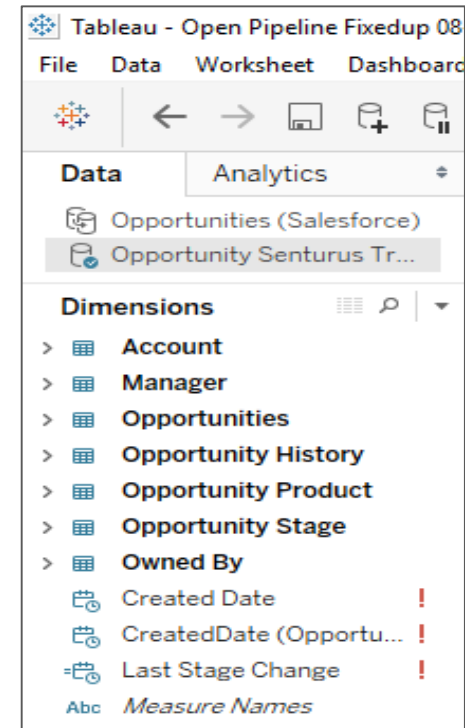 Tableau - Open Pipeline Fixedup 08
File Data Worksheet Dashboard
Data Analytics
Opportunities (Salesforce)
Opportunity Senturus Tr...
Dimensions
Account
Manager
Opportunities
Opportunity History
Opportunity Product
Opportunity Stage
Owned By
Created Date !
CreatedDate (Opportu... !
Last Stage Change !
Abc Measure Names